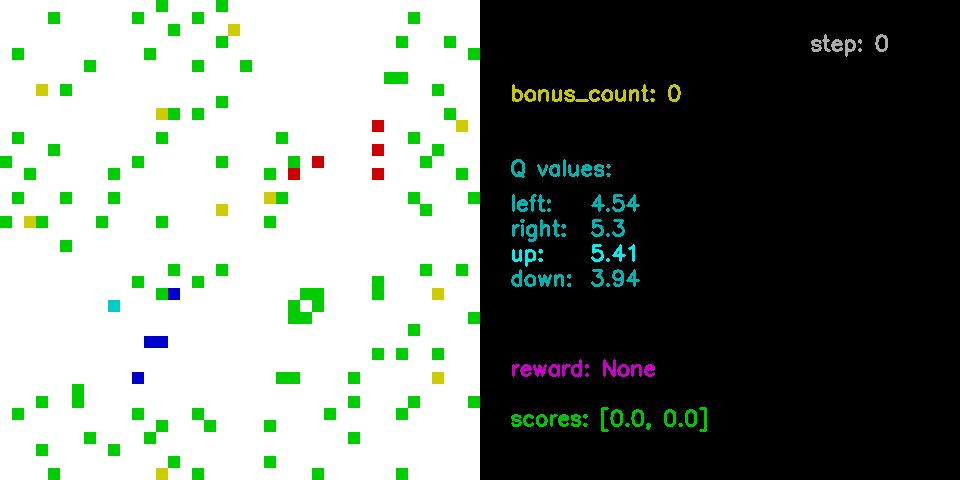 step: 0
bonus_count: 0
Q values:
left: 4.54
right: 5.3
up: 5.41
down: 3.94
reward: None
scores: [0.0, 0.0]